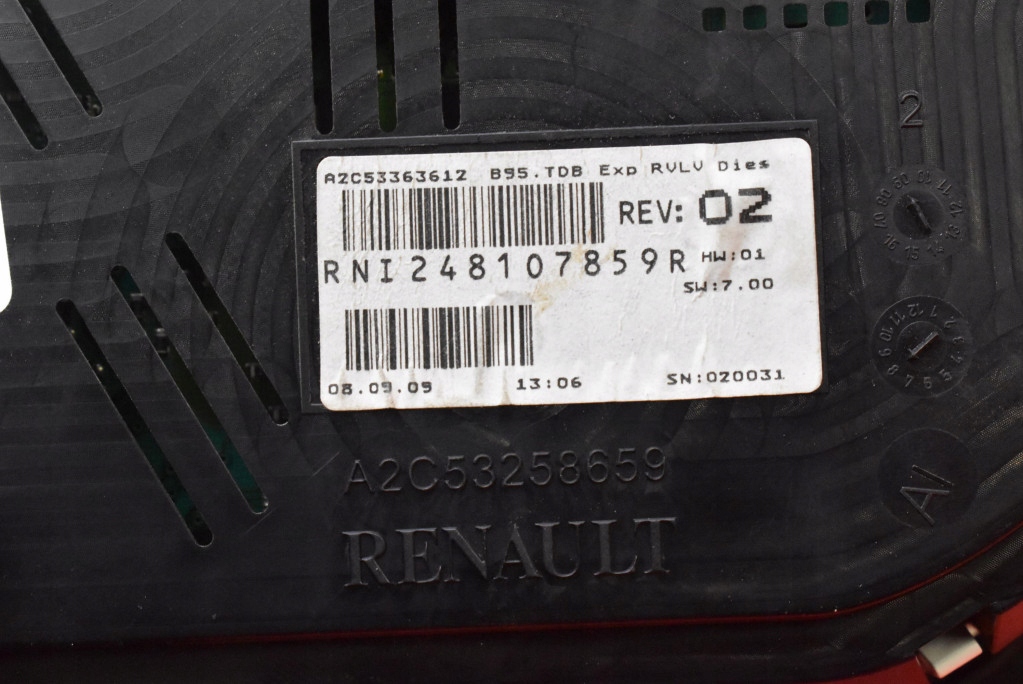 2
A2C53363612 B95.TDB Exp RVLV Dies
REV: 02
RNI248107859R HW:01
SW:7.00
08.09.09 13:06 SN:020031
A2C53258659
RENAULT